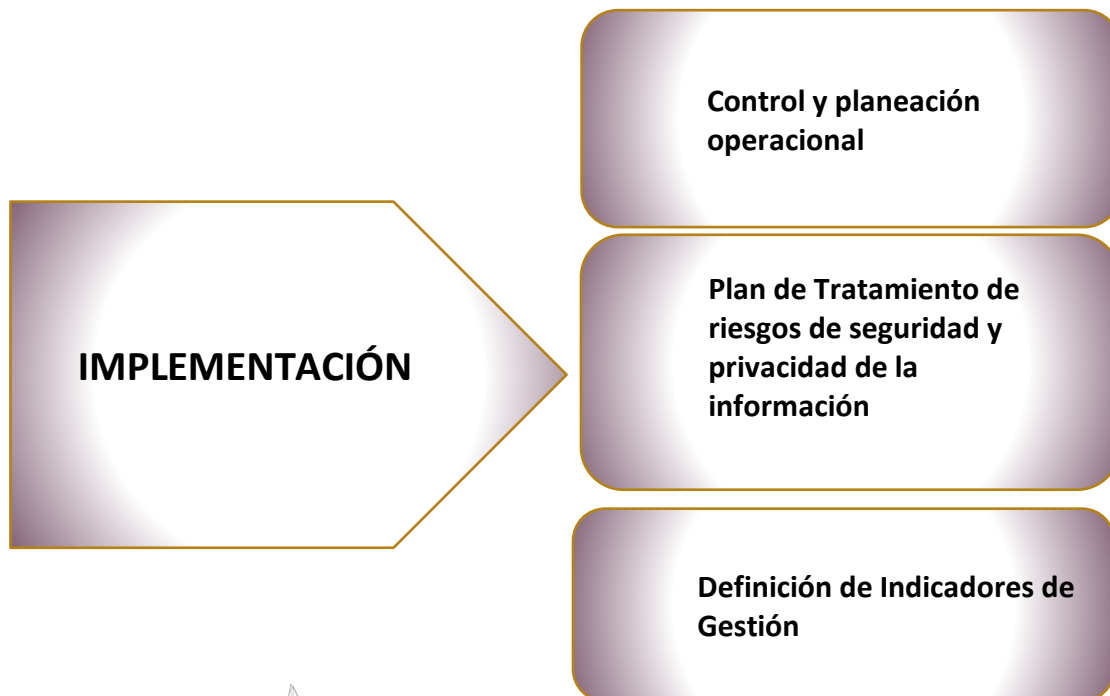 IMPLEMENTACIÓN
Control y planeación
operacional
Plan de Tratamiento de
riesgos de seguridad y
privacidad de la
información
Definición de Indicadores de
Gestión